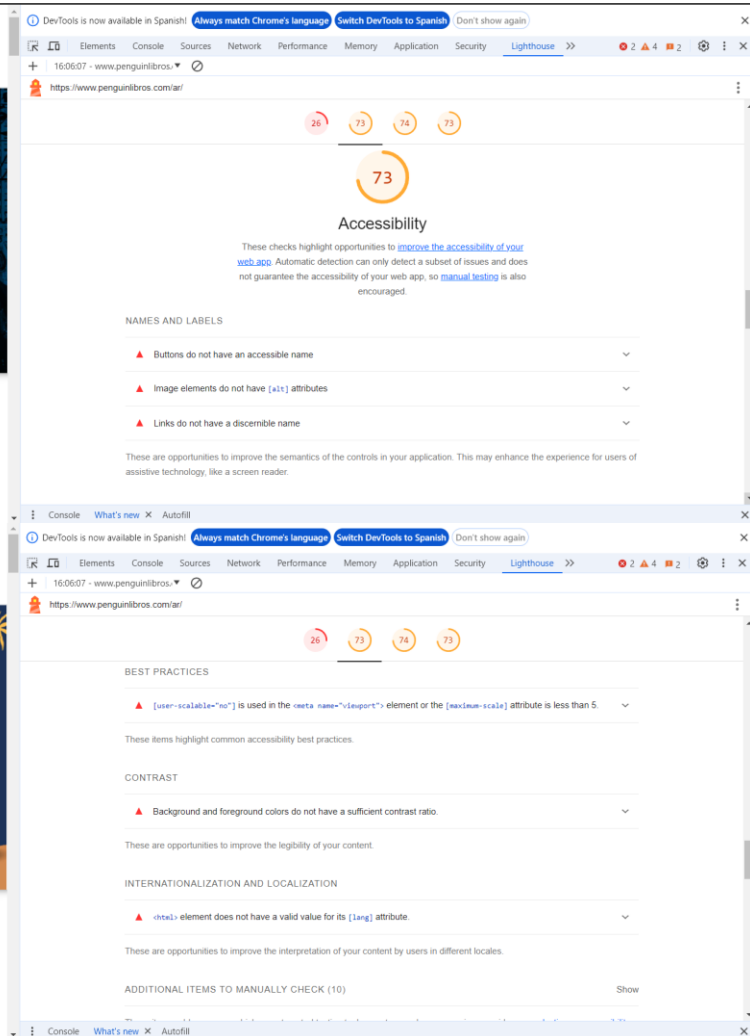 DevTools is now available in Spanish! Always match Chrome's language Switch DevTools to Spanish Don't show again
Elements Console Sources Network Performance Memory Application Security Lighthouse 2 4 2
16:06:07 - www.penguinlibros.
https://www.penguinlibros.com/ar/
26 73 74 73
73
Accessibility
These checks highlight opportunities to improve the accessibility of your
web app. Automatic detection can only detect a subset of issues and does
not guarantee the accessibility of your web app, so manual testing is also
encouraged.
NAMES AND LABELS
Buttons do not have an accessible name
Image elements do not have [alt] attributes
Links do not have a discernible name
These are opportunities to improve the semantics of the controls in your application. This may enhance the experience for users of
assistive technology, like a screen reader.
Console What's new Autofill
DevTools is now available in Spanish! Always match Chrome's language Switch DevTools to Spanish Don't show again
Elements Console Sources Network Performance Memory Application Security Lighthouse 2 4 2
16:06:07 - www.penguinlibros.
https://www.penguinlibros.com/ar/
26 73 74 73
BEST PRACTICES
[user-scalable="no"] is used in the <meta name="viewport"> element or the [maximum-scale] attribute is less than 5.
These items highlight common accessibility best practices.
CONTRAST
Background and foreground colors do not have a sufficient contrast ratio.
These are opportunities to improve the legibility of your content.
INTERNATIONALIZATION AND LOCALIZATION
<html> element does not have a valid value for its [lang] attribute.
These are opportunities to improve the interpretation of your content by users in different locales.
ADDITIONAL ITEMS TO MANUALLY CHECK (10) Show
Console What's new Autofill